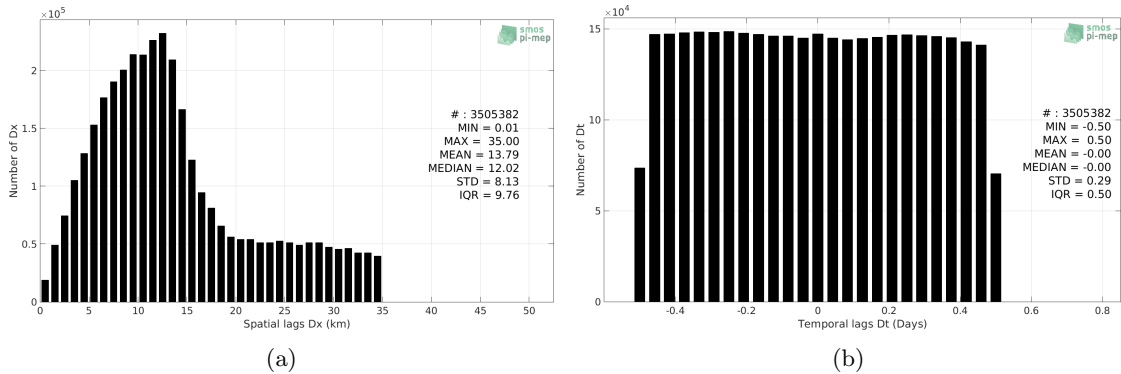 ×10⁵
smos
pi-mep
# : 3505382
MIN = 0.01
MAX = 35.00
MEAN = 13.79
MEDIAN = 12.02
STD = 8.13
IQR = 9.76
Number of Dx
2
1.5
1
0.5
0
0 5 10 15 20 25 30 35 40 45 50
Spatial lags Dx (km)
(a)
×10⁴
smos
pi-mep
# : 3505382
MIN = -0.50
MAX = 0.50
MEAN = -0.00
MEDIAN = -0.00
STD = 0.29
IQR = 0.50
Number of Dt
15
10
5
0
-0.4 -0.2 0 0.2 0.4 0.6 0.8
Temporal lags Dt (Days)
(b)